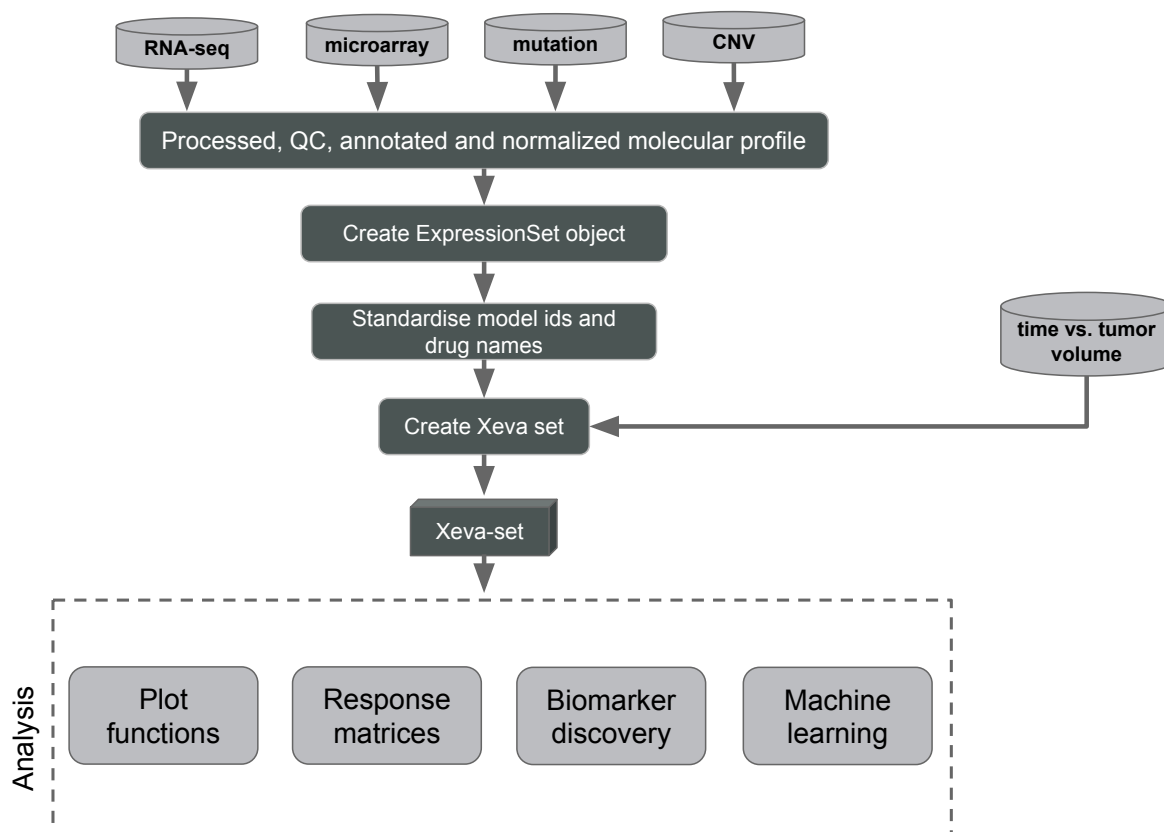 RNA-seq
microarray
mutation
CNV
Processed, QC, annotated and normalized molecular profile
Create ExpressionSet object
Standardise model ids and
drug names
time vs. tumor
volume
Create Xeva set
Xeva-set
Analysis
Plot
functions
Response
matrices
Biomarker
discovery
Machine
learning